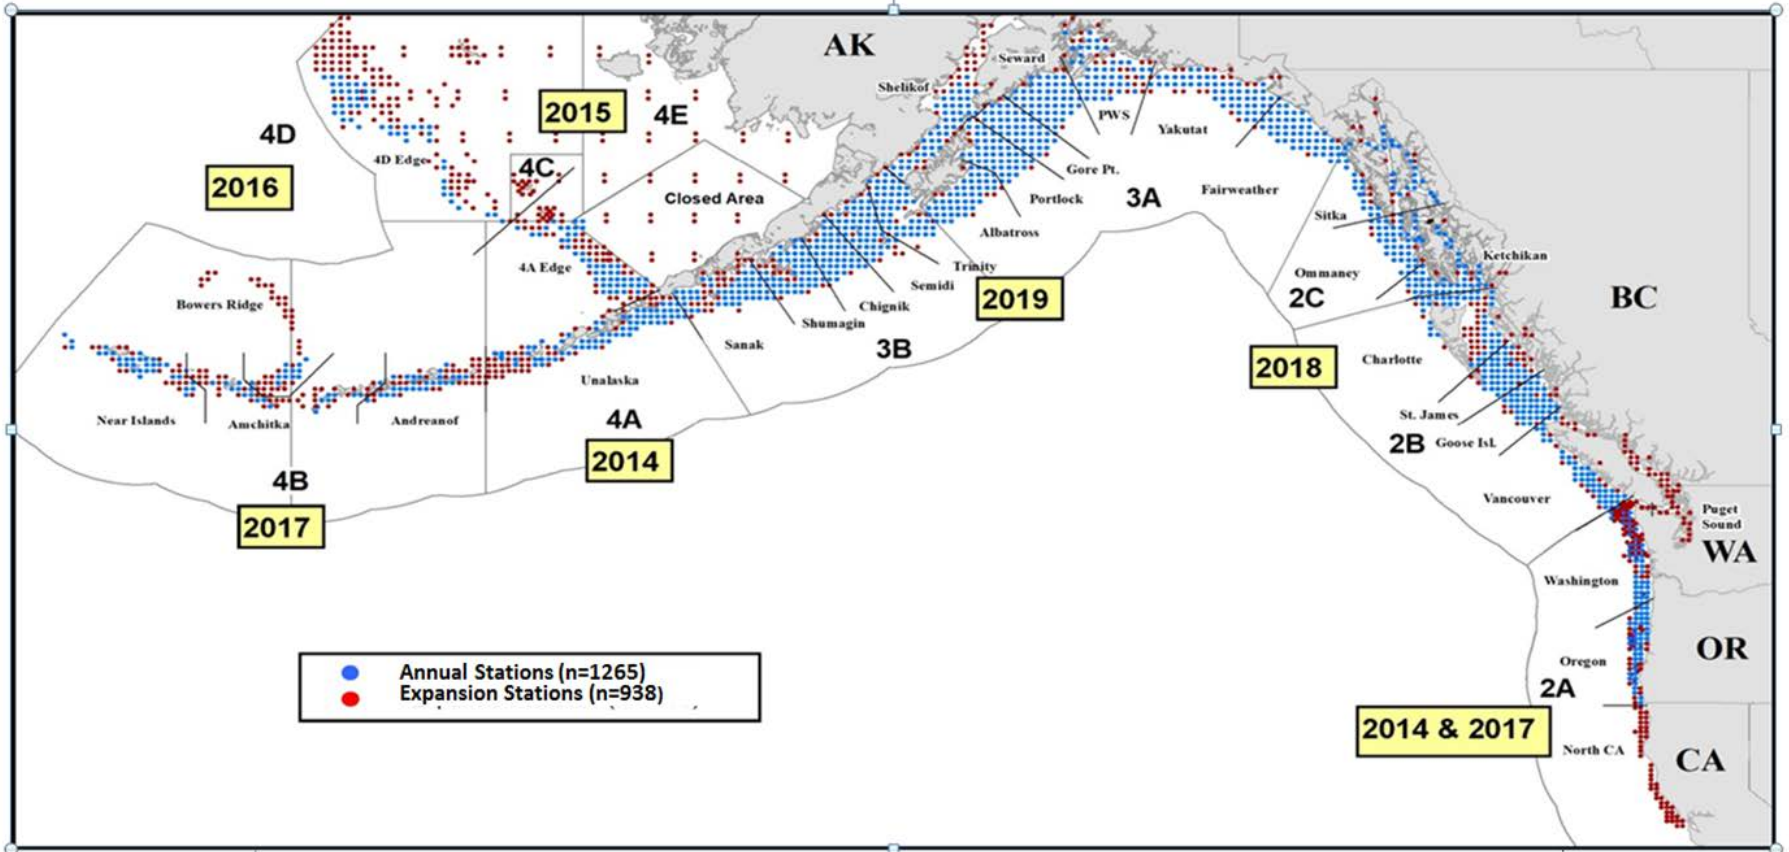 AK
Seward
Shelikof
2015
4E
PWS
4D
Yakutat
4D Edge
4C
Gore Pt.
2016
Closed Area
Portlock
3A
Fairweather
Sitka
Albatross
Ketchikan
4A Edge
Trinity
Ommaney
Semidi
2C
BC
Bowers Ridge
Chignik
2019
Shumagin
Sanak
3B
Charlotte
2018
Unalaska
Near Islands
Amchitka
Andreanof
4A
St. James
2B
Goose Isl.
2014
4B
Vancouver
2017
Puget
Sound
WA
Washington
OR
Oregon
2A
Annual Stations (n=1265)
Expansion Stations (n=938)
2014 & 2017
North CA
CA